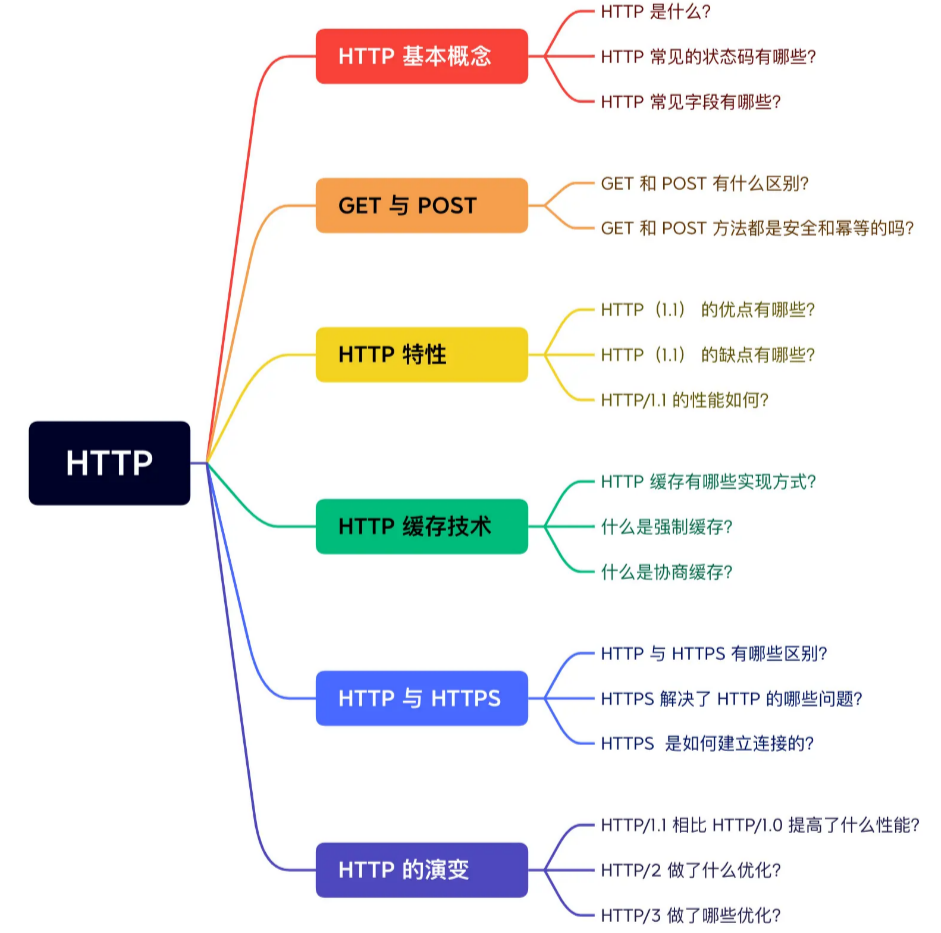 HTTP
HTTP 基本概念
HTTP 是什么?
HTTP 常见的状态码有哪些?
HTTP 常见字段有哪些?
GET 与 POST
GET 和 POST 有什么区别?
GET 和 POST 方法都是安全和幂等的吗?
HTTP 特性
HTTP（1.1） 的优点有哪些?
HTTP（1.1） 的缺点有哪些?
HTTP/1.1 的性能如何?
HTTP 缓存技术
HTTP 缓存有哪些实现方式?
什么是强制缓存?
什么是协商缓存?
HTTP 与 HTTPS
HTTP 与 HTTPS 有哪些区别?
HTTPS 解决了 HTTP 的哪些问题?
HTTPS 是如何建立连接的?
HTTP 的演变
HTTP/1.1 相比 HTTP/1.0 提高了什么性能?
HTTP/2 做了什么优化?
HTTP/3 做了哪些优化?